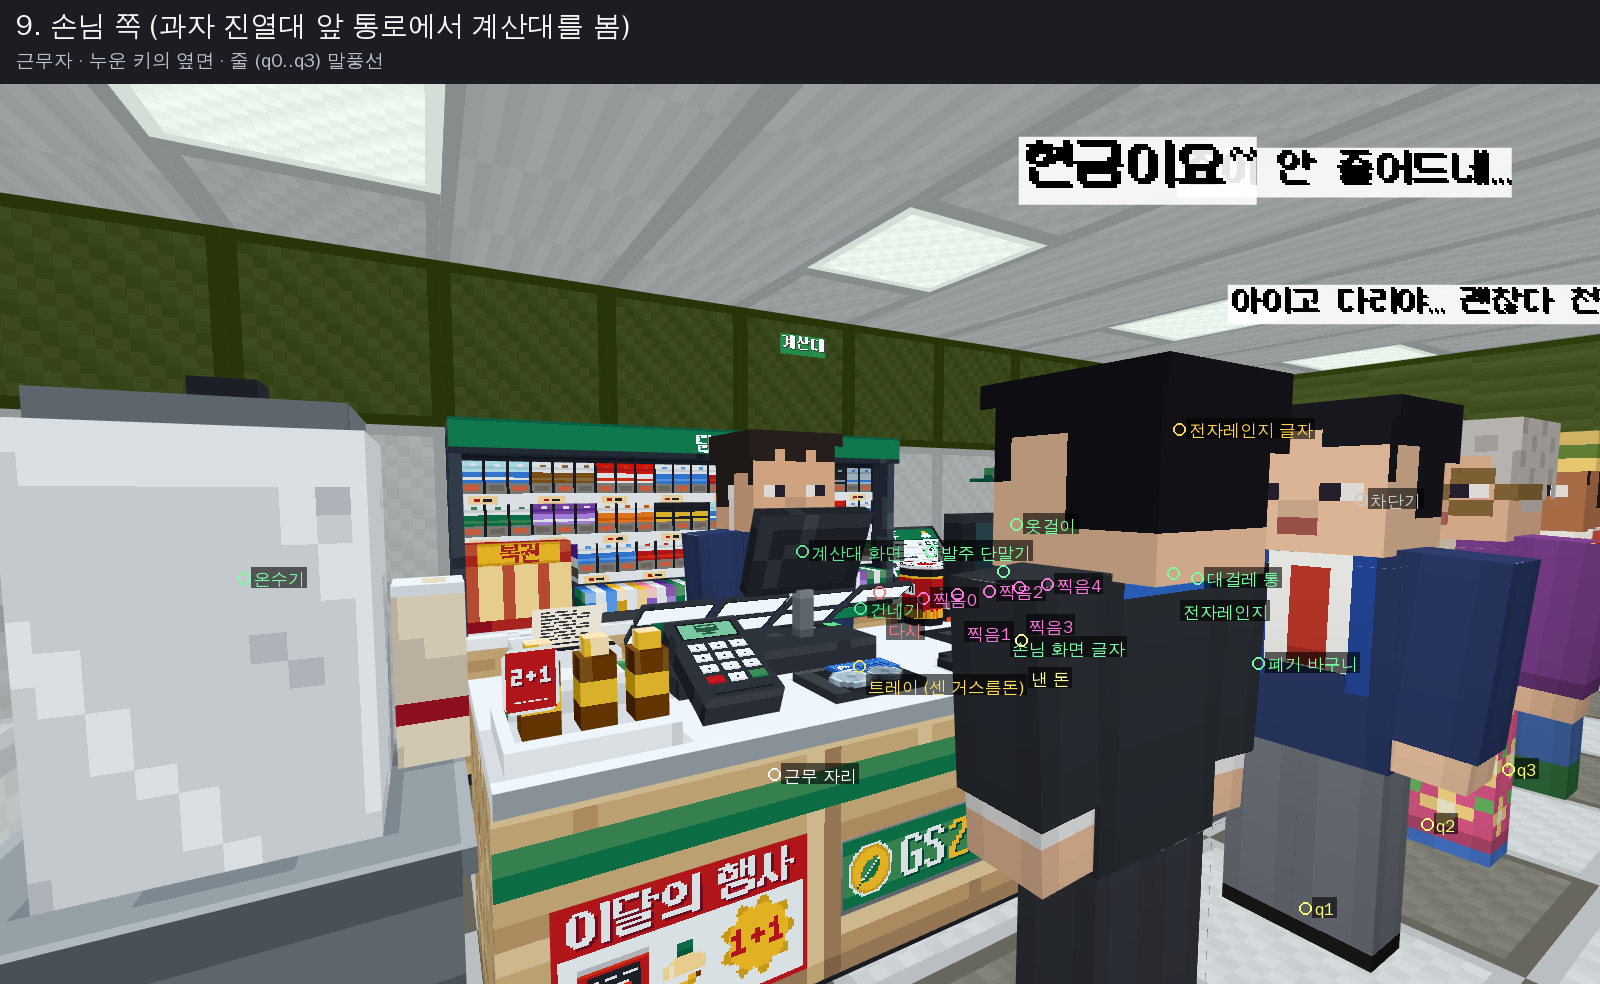 9. 손님 쪽 (과자 진열대 앞 통로에서 계산대를 봄)
근무자 · 누운 키의 옆면 · 줄 (q0..q3) 말풍선
현금이요~
안 줄어드네...
아이고 다리야... 괜찮다
계산대
전자레인지 글자
차단기
옷걸이
계산대 화면
발주 단말기
온수기
복권
대걸레 통
찍음0
찍음2
찍음4
건네기
전자레인지
다시
찍음1
찍음3
손님 화면 글자
폐기 바구니
2+1
트레이 (센 거스름돈)
낸 돈
근무 자리
q3
q2
GS2
이달의 행사
1+1
q1